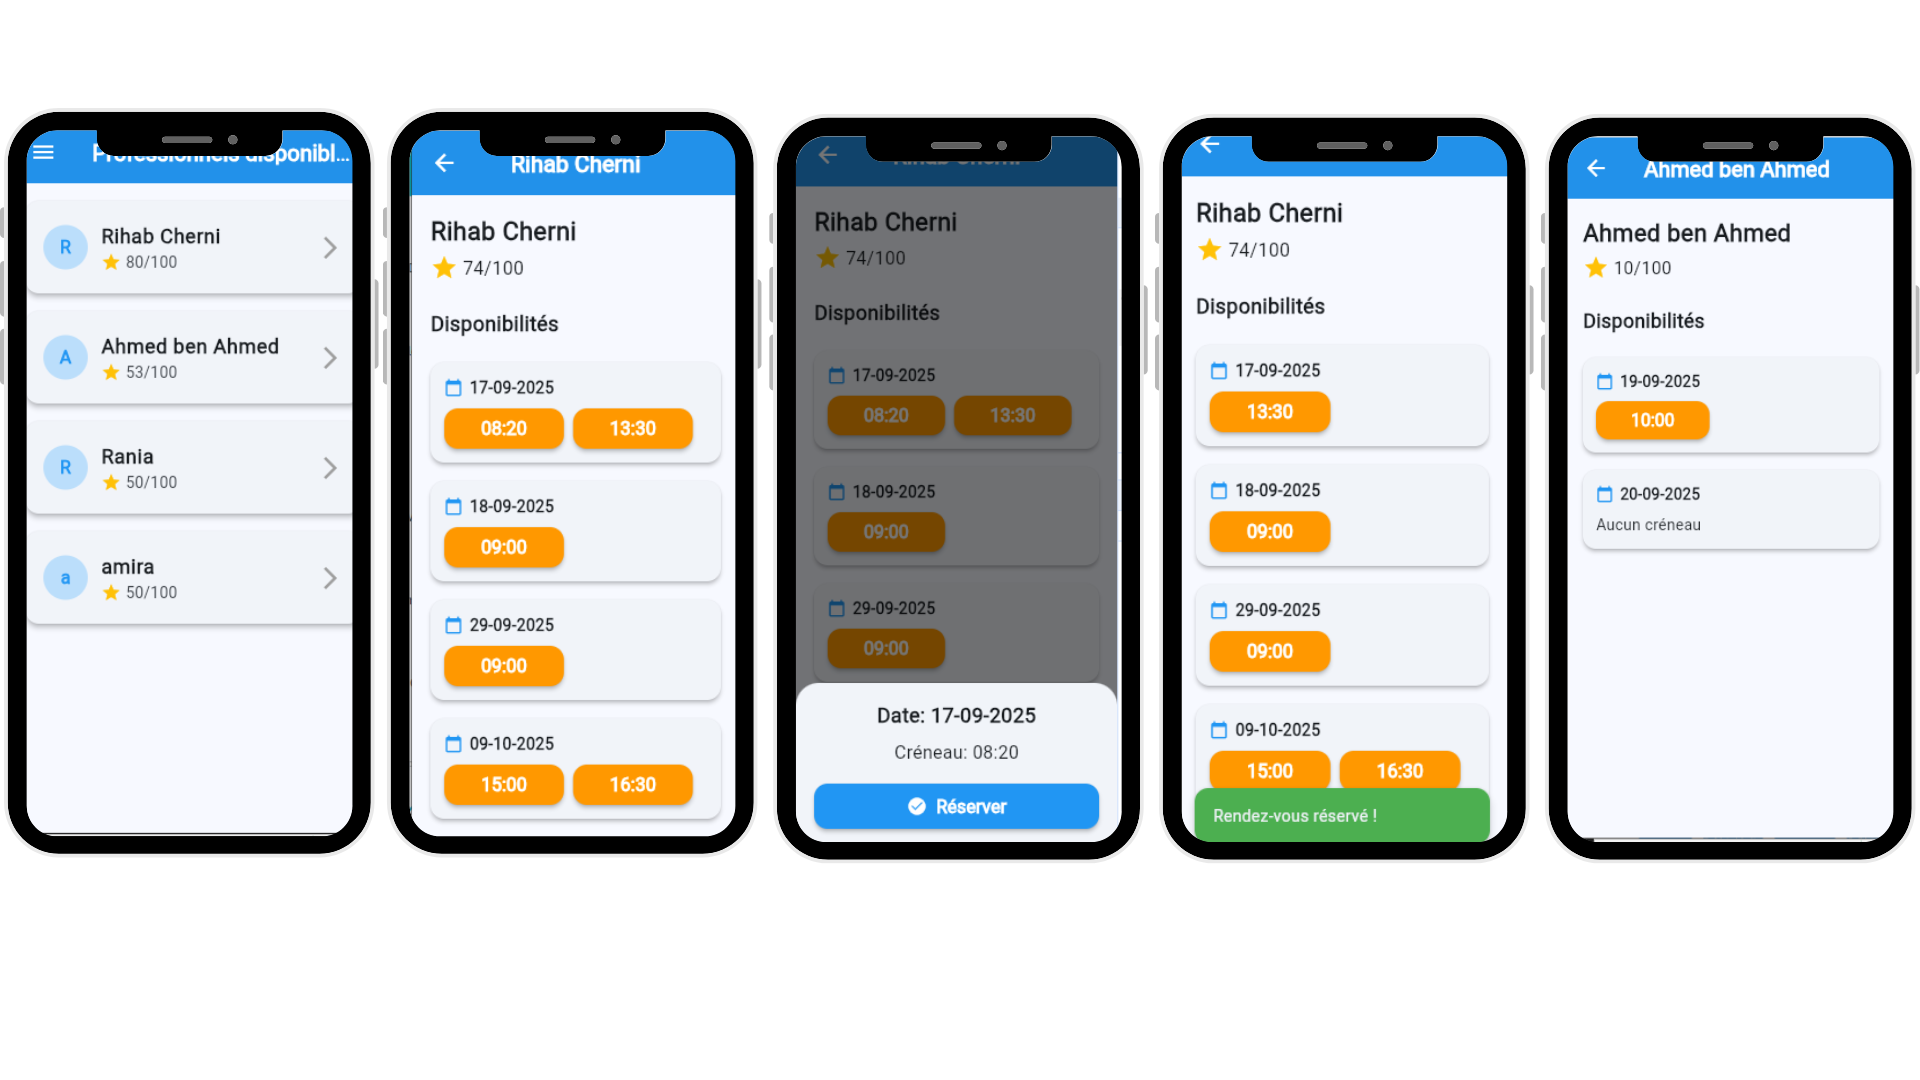 Professionnels disponibl...
R
Rihab Cherni
80/100
A
Ahmed ben Ahmed
53/100
R
Rania
50/100
a
amira
50/100
Rihab Cherni
Rihab Cherni
74/100
Disponibilités
17-09-2025
08:20 13:30
18-09-2025
09:00
29-09-2025
09:00
09-10-2025
15:00 16:30
Rihab Cherni
Rihab Cherni
74/100
Disponibilités
17-09-2025
08:20 13:30
18-09-2025
09:00
29-09-2025
09:00
Date: 17-09-2025
Créneau: 08:20
Réserver
Rihab Cherni
74/100
Disponibilités
17-09-2025
13:30
18-09-2025
09:00
29-09-2025
09:00
09-10-2025
15:00 16:30
Rendez-vous réservé !
Ahmed ben Ahmed
Ahmed ben Ahmed
10/100
Disponibilités
19-09-2025
10:00
20-09-2025
Aucun créneau